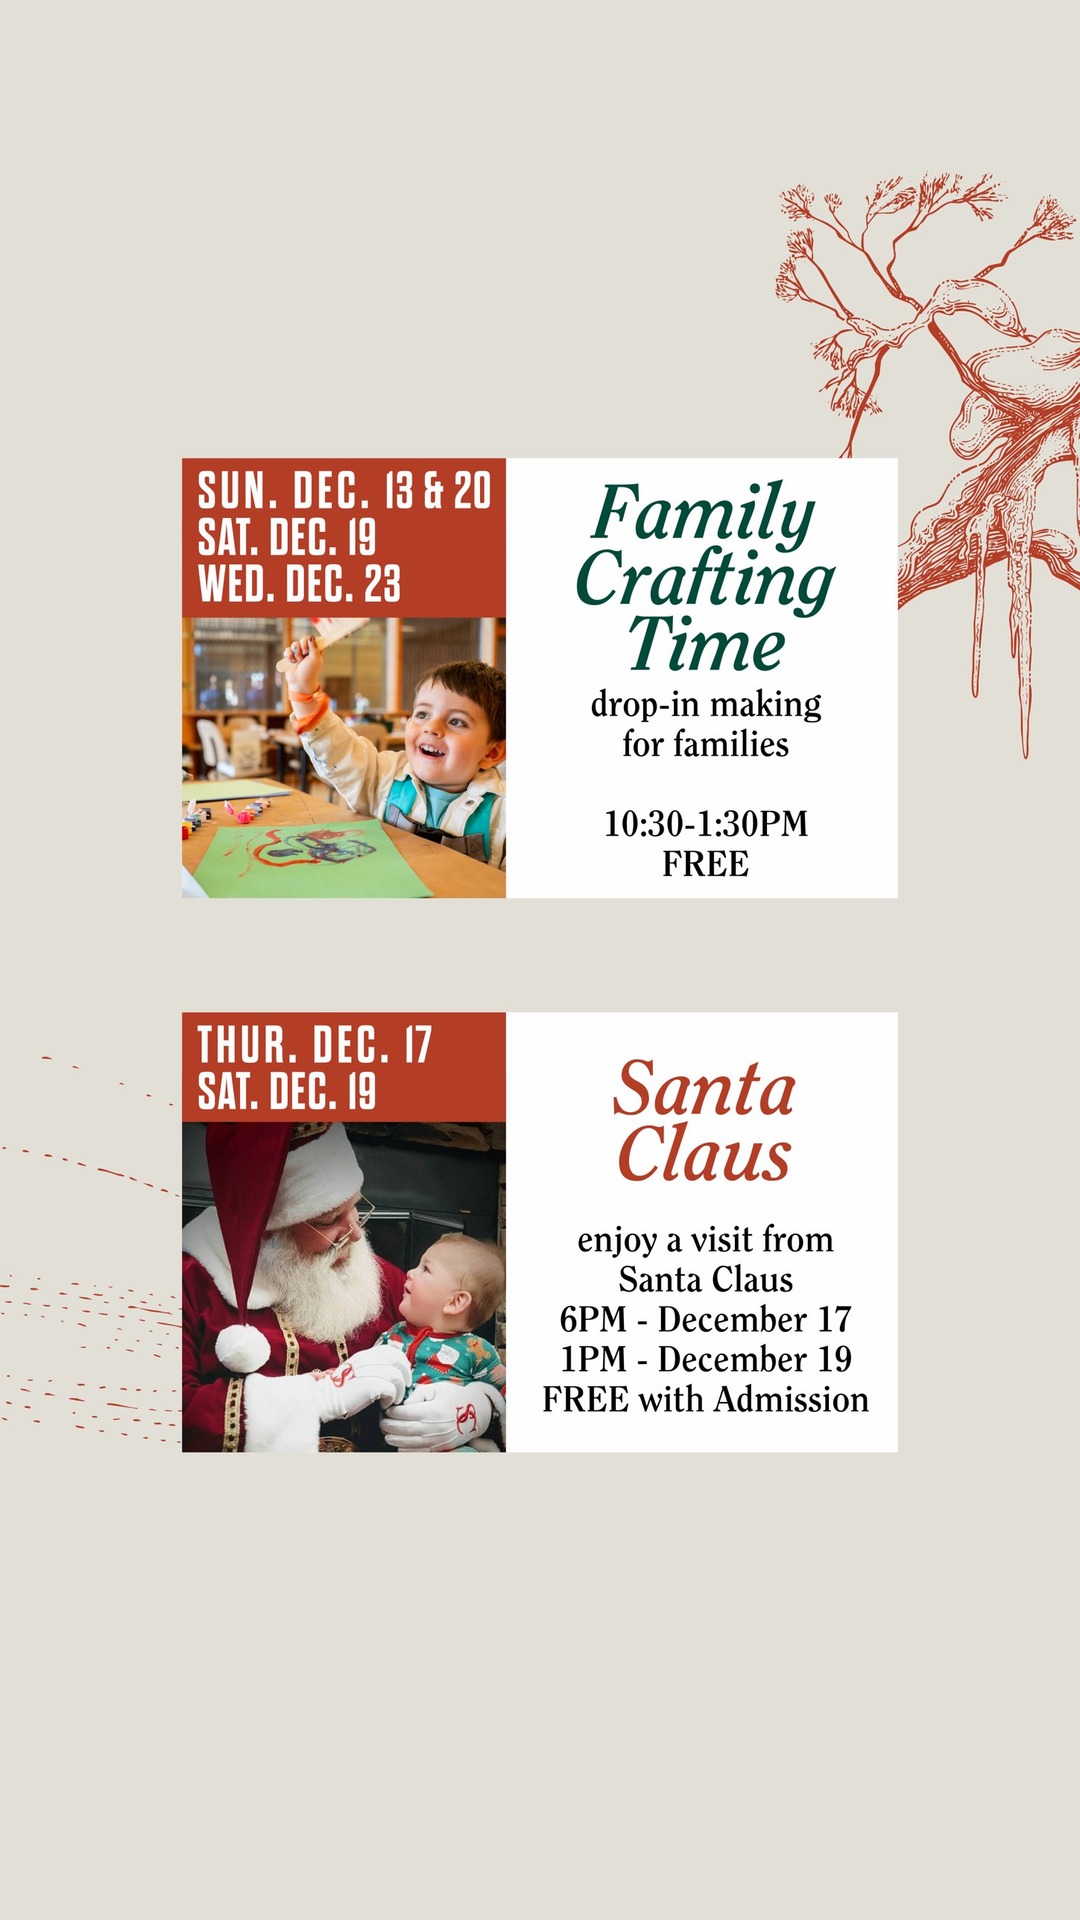 SUN. DEC. 13 & 20
SAT. DEC. 19
WED. DEC. 23
Family
Crafting
Time
drop-in making
for families
10:30-1:30PM
FREE
THUR. DEC. 17
SAT. DEC. 19
Santa
Claus
enjoy a visit from
Santa Claus
6PM - December 17
1PM - December 19
FREE with Admission